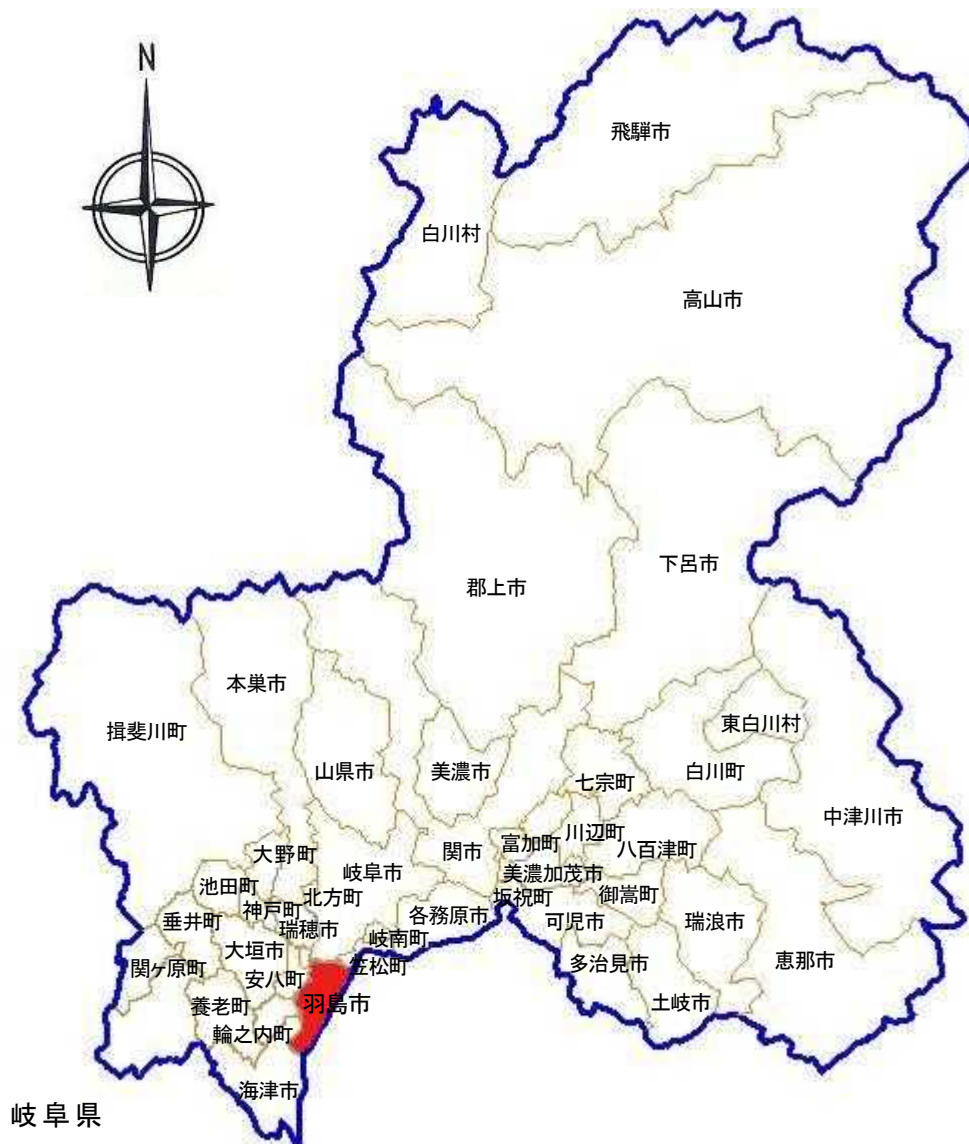 N
飛騨市
白川村
高山市
下呂市
郡上市
本巣市
東白川村
揖斐川町
山県市
美濃市
白川町
七宗町
中津川市
川辺町
富加町
八百津町
関市
大野町
岐阜市
美濃加茂市
池田町
御嵩町
坂祝町
北方町
神戸町
各務原市
可児市
瑞浪市
垂井町
瑞穂市
岐南町
大垣市
恵那市
多治見市
笠松町
関ヶ原町
安八町
羽島市
土岐市
養老町
輪之内町
海津市
岐阜県